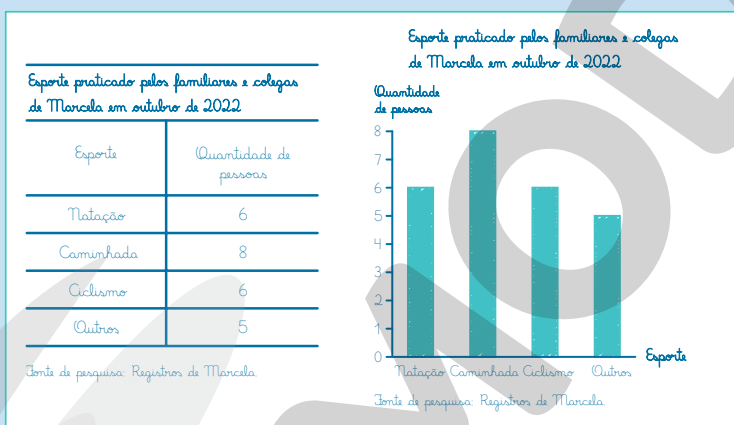 Esporte praticado pelos familiares e colegas
de Marcela em outubro de 2022
Esporte Quantidade de
pessoas
Natação 6
Caminhada 8
Ciclismo 6
Outros 5
Fonte de pesquisa: Registros de Marcela.
Esporte praticado pelos familiares e colegas
de Marcela em outubro de 2022
Quantidade
de pessoas
8
7
6
5
4
3
2
1
0
Esporte
Natação Caminhada Ciclismo Outros
Fonte de pesquisa: Registros de Marcela.